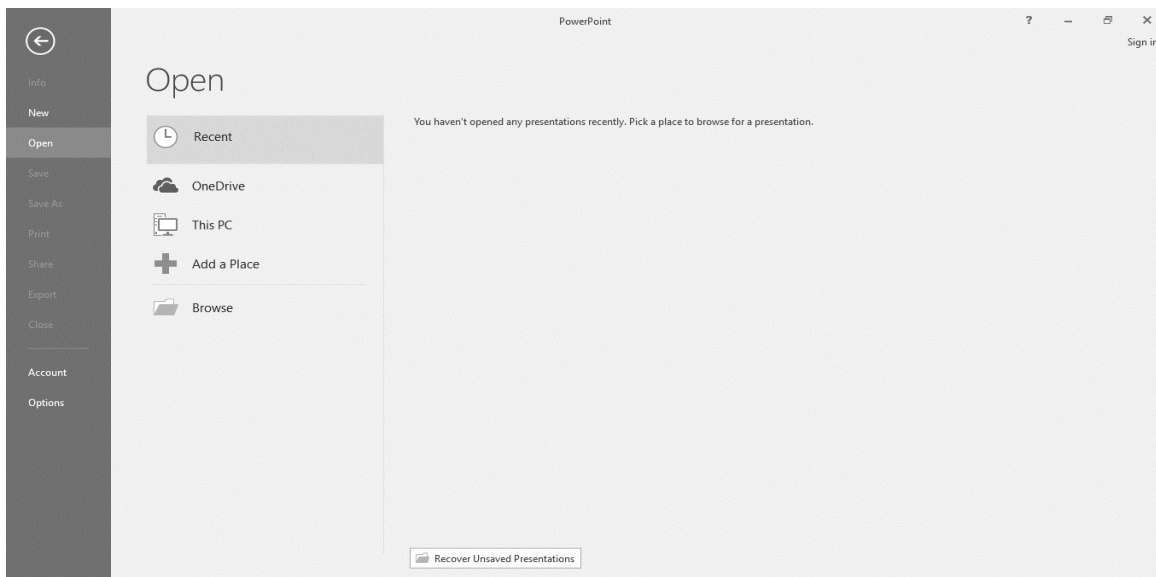 PowerPoint
?
Sign in
Info
New
Open
Save
Save As
Print
Share
Export
Close
Account
Options
Open
Recent
OneDrive
This PC
Add a Place
Browse
You haven't opened any presentations recently. Pick a place to browse for a presentation.
Recover Unsaved Presentations